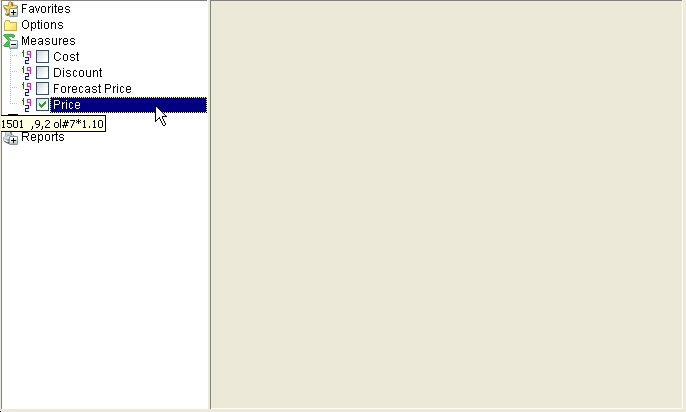 Favorites
Options
Measures
Cost
Discount
Forecast Price
Price
1501 ,9,2 ol#7*1.10
Reports